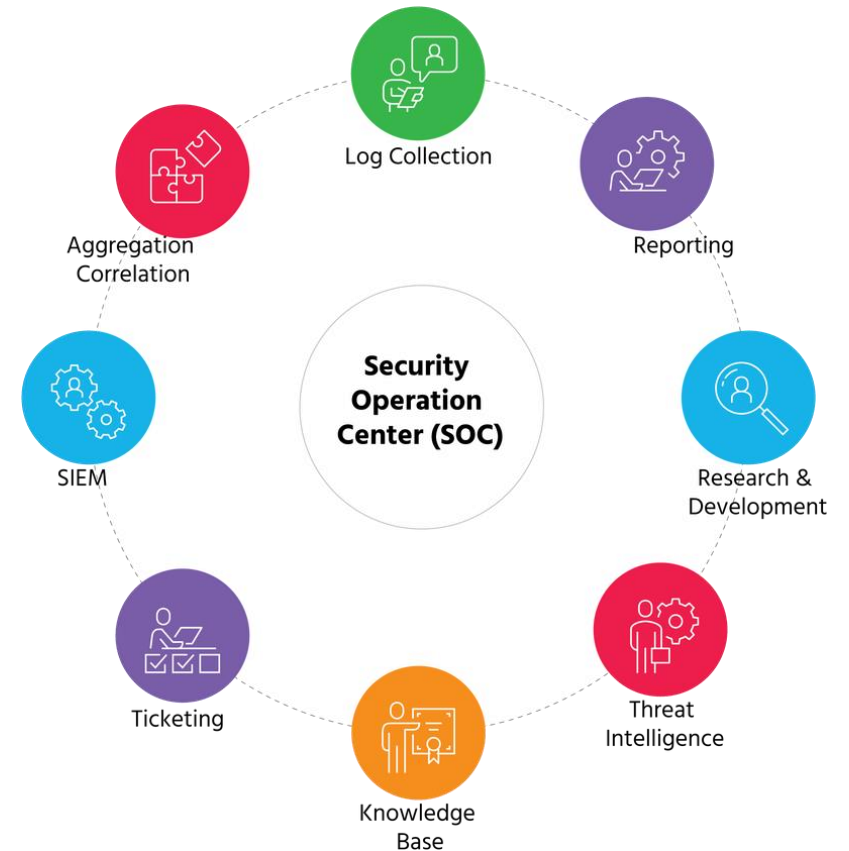 Log Collection
Reporting
Aggregation
Correlation
Security
Operation
Center (SOC)
SIEM
Research &
Development
Ticketing
Threat
Intelligence
Knowledge
Base